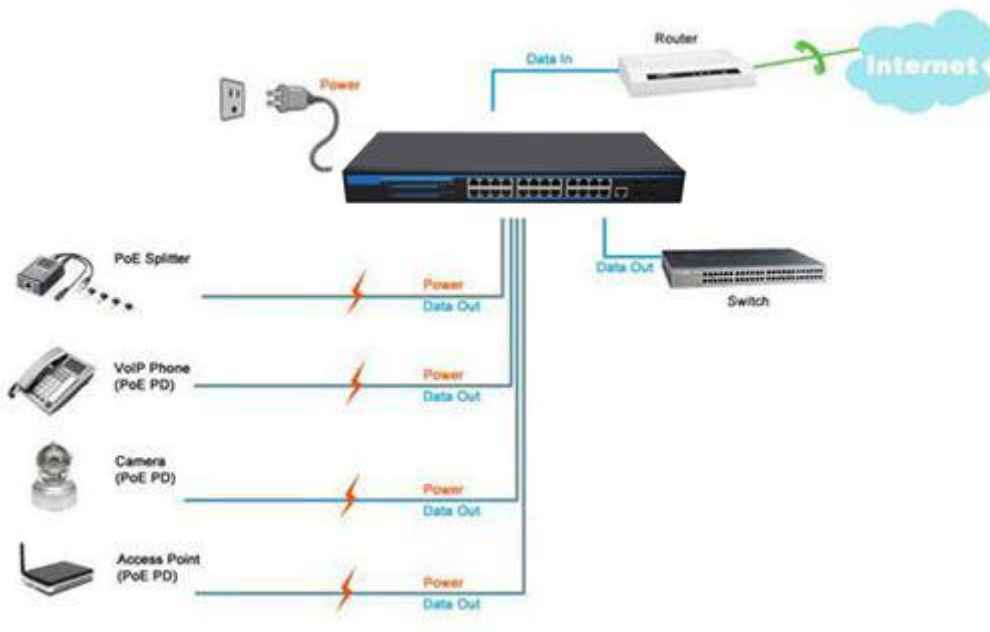 Router
Data In
Internet
Power
PoE Splitter
Power
Data Out
Data Out
Switch
VoIP Phone
(PoE PD)
Power
Data Out
Camera
(PoE PD)
Power
Data Out
Access Point
(PoE PD)
Power
Data Out